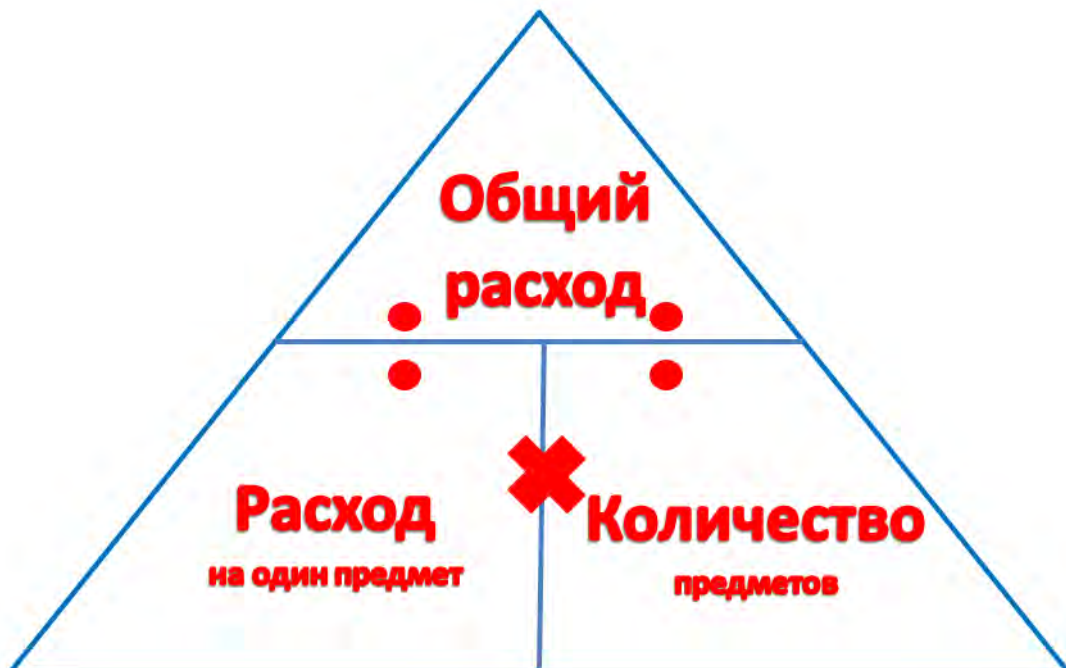 Общий
расход
Расход
на один предмет
Количество
предметов